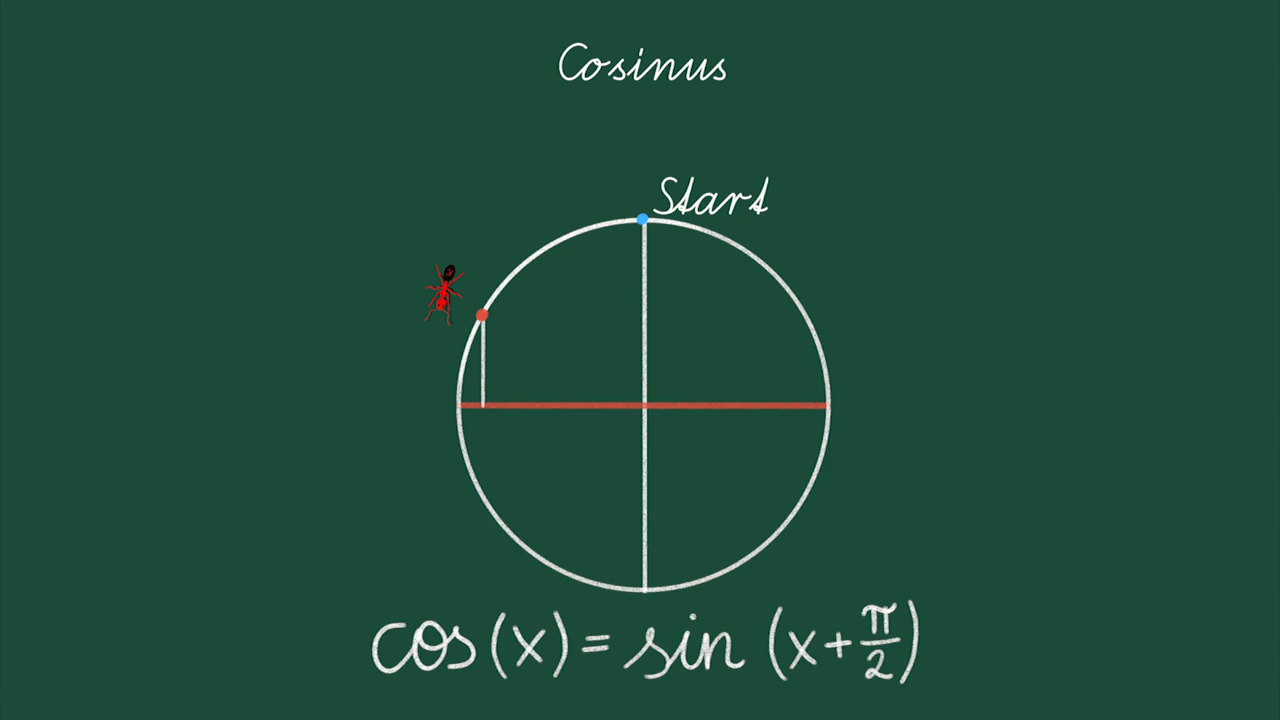 Cosinus
Start
cos(x) = sin (x + π/2)